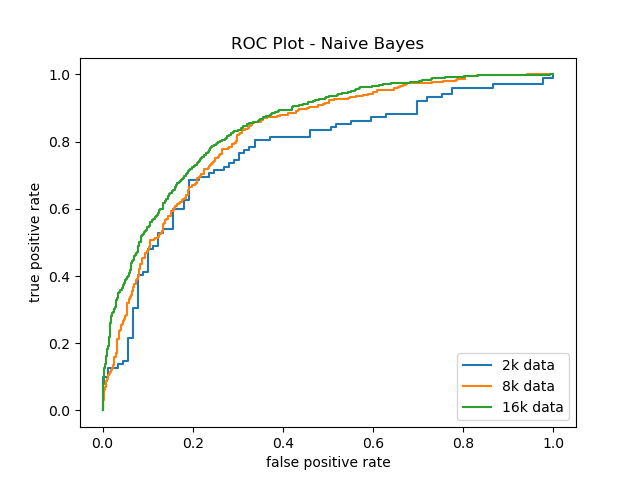 ROC Plot - Naive Bayes
1.0
0.8
0.6
0.4
0.2
0.0
true positive rate
2k data
8k data
16k data
0.0 0.2 0.4 0.6 0.8 1.0
false positive rate